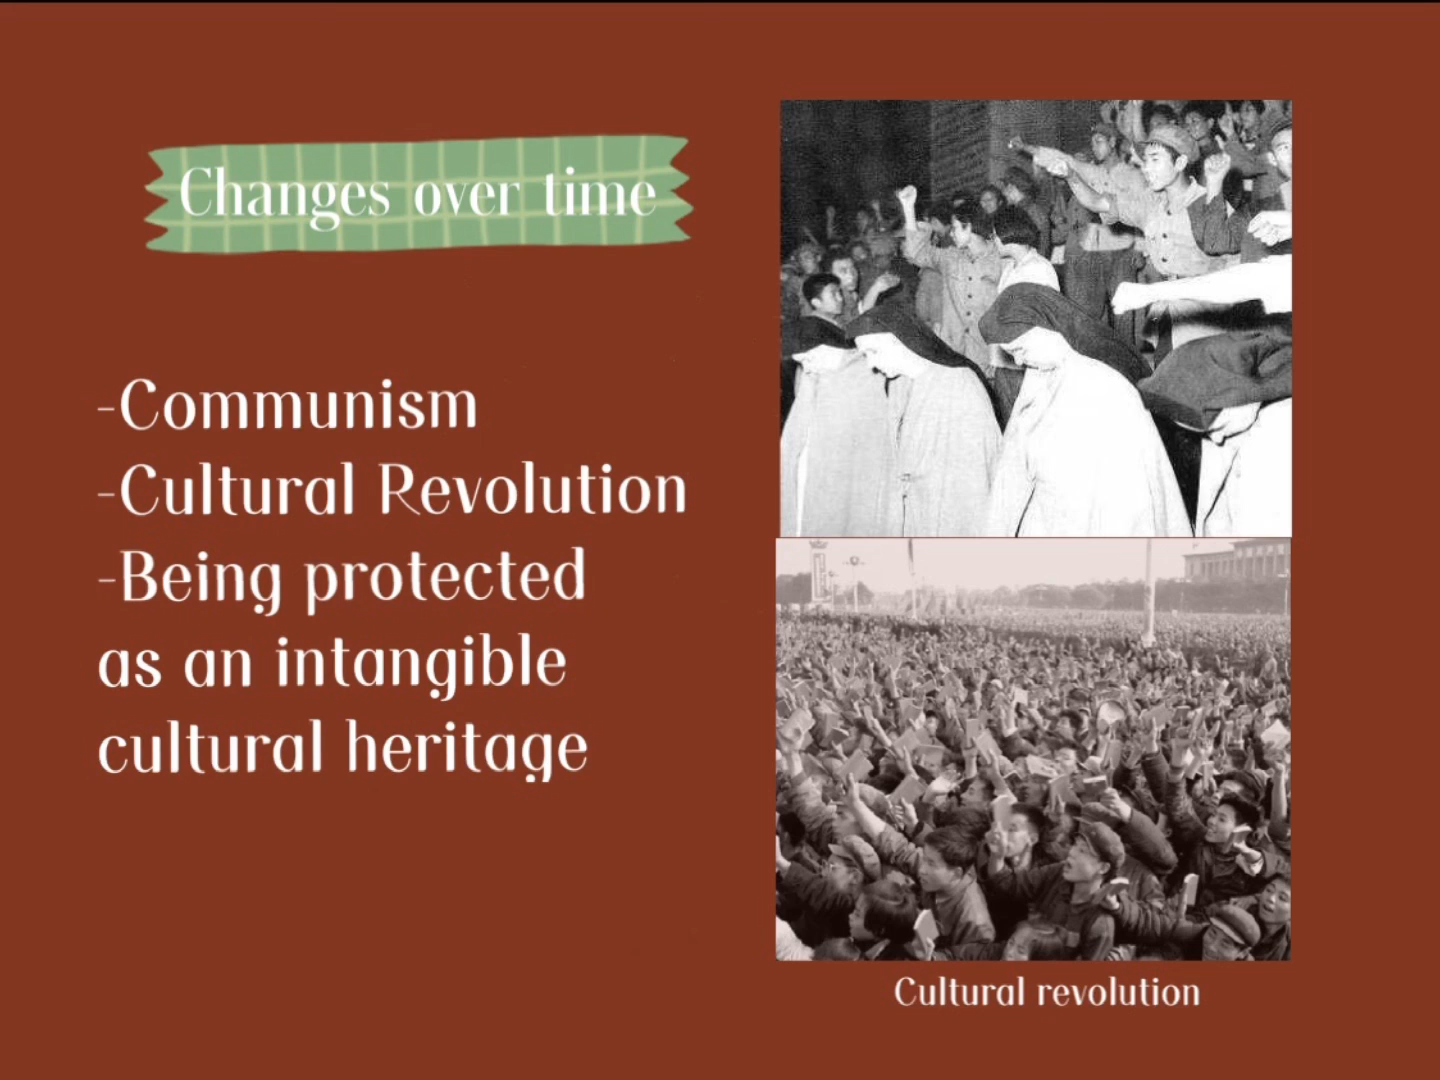 Changes over time
-Communism
-Cultural Revolution
-Being protected
as an intangible
cultural heritage
Cultural revolution